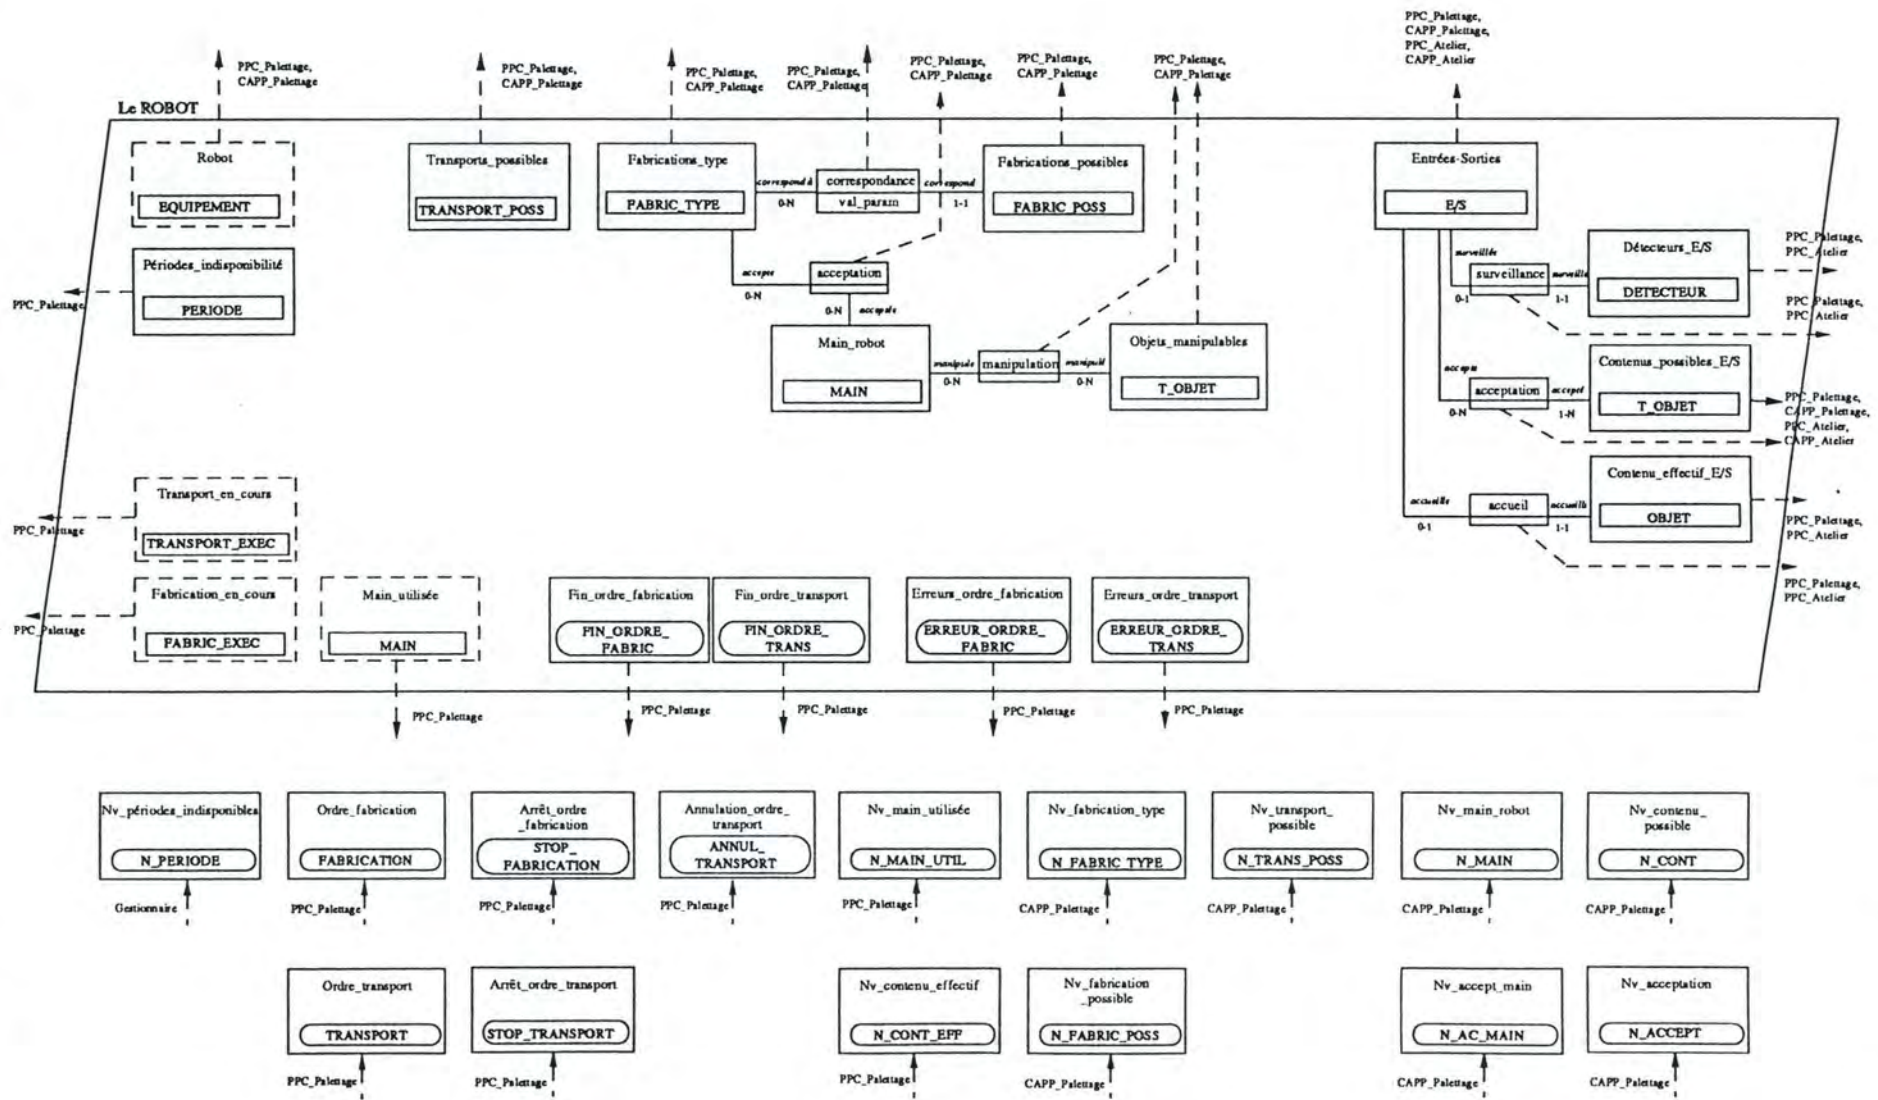 PPC_Palettage,
CAPP_Palettage,
PPC_Atelier,
CAPP_Atelier
PPC_Palettage,
CAPP_Palettage
PPC_Palettage,
CAPP_Palettage
PPC_Palettage,
CAPP_Palettage
PPC_Palettage,
CAPP_Palettage
PPC_Palettage,
CAPP_Palettage
PPC_Palettage,
CAPP_Palettage
PPC_Palettage,
CAPP_Palettage
Le ROBOT
Robot
EQUIPEMENT
Transports_possibles
TRANSPORT_POSS
Fabrications_type
FABRIC_TYPE
correspond à
0-N
correspondance
val_param
correspond
1-1
Fabrications_possibles
FABRIC_POSS
Entrées-Sorties
E/S
Périodes_indisponibilité
PERIODE
PPC_Palettage
accepte
0-N
acceptation
0-N
acceptée
surveillée
0-1
surveillance
surveille
1-1
Détecteurs_E/S
DETECTEUR
PPC_Palettage,
PPC_Atelier
PPC_Palettage,
PPC_Atelier
Main_robot
MAIN
manipule
0-N
manipulation
manipulé
0-N
Objets_manipulables
T_OBJET
accepte
0-N
acceptation
accepté
1-N
Contenus_possibles_E/S
T_OBJET
PPC_Palettage,
CAPP_Palettage,
PPC_Atelier,
CAPP_Atelier
Transport_en_cours
TRANSPORT_EXEC
PPC_Palettage
accueille
0-1
accueil
accueilli
1-1
Contenu_effectif_E/S
OBJET
PPC_Palettage,
PPC_Atelier
PPC_Palettage,
PPC_Atelier
Fabrication_en_cours
FABRIC_EXEC
PPC_Palettage
Main_utilisée
MAIN
Fin_ordre_fabrication
FIN_ORDRE_
FABRIC
Fin_ordre_transport
FIN_ORDRE_
TRANS
Erreurs_ordre_fabrication
ERREUR_ORDRE_
FABRIC
Erreurs_ordre_transport
ERREUR_ORDRE_
TRANS
PPC_Palettage
PPC_Palettage
PPC_Palettage
PPC_Palettage
PPC_Palettage
Nv_périodes_indisponibles
N_PERIODE
Gestionnaire
Ordre_fabrication
FABRICATION
PPC_Palettage
Arrêt_ordre
_fabrication
STOP_
FABRICATION
PPC_Palettage
Annulation_ordre_
transport
ANNUL_
TRANSPORT
PPC_Palettage
Nv_main_utilisée
N_MAIN_UTIL
PPC_Palettage
Nv_fabrication_type
N_FABRIC_TYPE
CAPP_Palettage
Nv_transport_
possible
N_TRANS_POSS
CAPP_Palettage
Nv_main_robot
N_MAIN
CAPP_Palettage
Nv_contenu_
possible
N_CONT
CAPP_Palettage
Ordre_transport
TRANSPORT
PPC_Palettage
Arrêt_ordre_transport
STOP_TRANSPORT
PPC_Palettage
Nv_contenu_effectif
N_CONT_EFF
PPC_Palettage
Nv_fabrication
_possible
N_FABRIC_POSS
CAPP_Palettage
Nv_accept_main
N_AC_MAIN
CAPP_Palettage
Nv_acceptation
N_ACCEPT
CAPP_Palettage